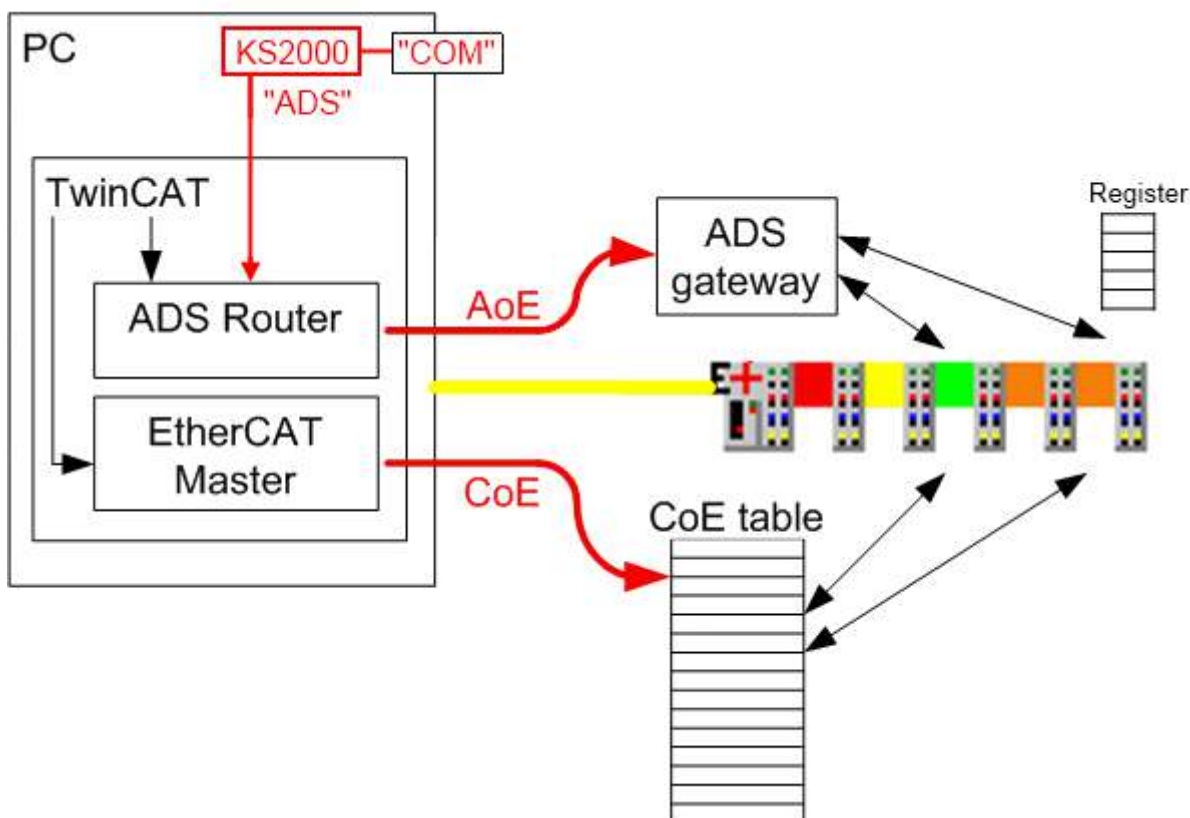 PC
KS2000
"COM"
"ADS"
TwinCAT
ADS Router
EtherCAT
Master
AoE
CoE
ADS
gateway
Register
E
CoE table